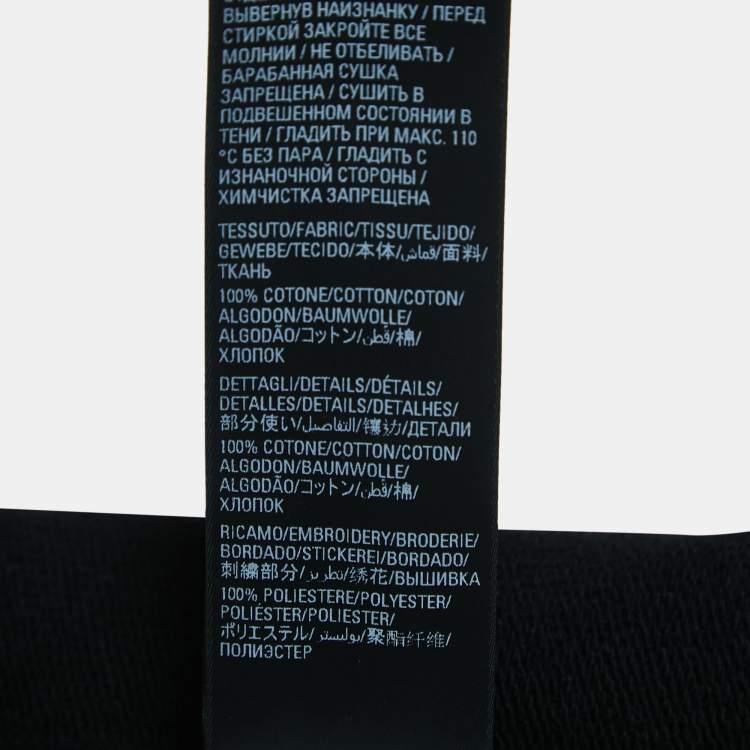 ВЫВЕРНУВ НАИЗНАНКУ / ПЕРЕД
СТИРКОЙ ЗАКРОЙТЕ ВСЕ
МОЛНИИ / НЕ ОТБЕЛИВАТЬ /
БАРАБАННАЯ СУШКА
ЗАПРЕЩЕНА / СУШИТЬ В
ПОДВЕШЕННОМ СОСТОЯНИИ В
ТЕНИ / ГЛАДИТЬ ПРИ МАКС. 110
°C БЕЗ ПАРА / ГЛАДИТЬ С
ИЗНАНОЧНОЙ СТОРОНЫ /
ХИМЧИСТКА ЗАПРЕЩЕНА
TESSUTO/FABRIC/TISSU/TEJIDO/
GEWEBE/TECIDO/本体/قماش/面料/
ТКАНЬ
100% COTONE/COTTON/COTON/
ALGODON/BAUMWOLLE/
ALGODÃO/コットン/قطن/棉/
ХЛОПОК
DETTAGLI/DETAILS/DÉTAILS/
DETALLES/DETAILS/DETALHES/
部分使い/التفاصيل/镶边/ДЕТАЛИ
100% COTONE/COTTON/COTON/
ALGODON/BAUMWOLLE/
ALGODÃO/コットン/قطن/棉/
ХЛОПОК
RICAMO/EMBROIDERY/BRODERIE/
BORDADO/STICKEREI/BORDADO/
刺繍部分/تطريز/绣花/ВЫШИВКА
100% POLIESTERE/POLYESTER/
POLIÉSTER/POLIESTER/
ポリエステル/بوليستر/聚酯纤维/
ПОЛИЭСТЕР